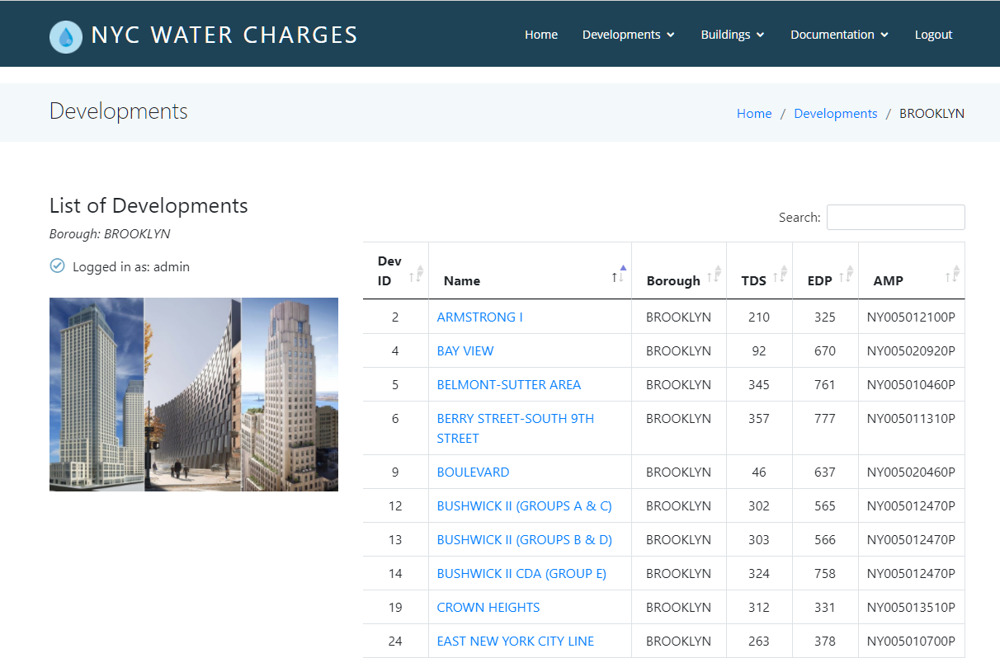 NYC WATER CHARGES
Home Developments Buildings Documentation Logout
Developments
Home / Developments / BROOKLYN
List of Developments
Borough: BROOKLYN
Logged in as: admin
Search:
Dev ID Name Borough TDS EDP AMP
2 ARMSTRONG I BROOKLYN 210 325 NY005012100P
4 BAY VIEW BROOKLYN 92 670 NY005020920P
5 BELMONT-SUTTER AREA BROOKLYN 345 761 NY005010460P
6 BERRY STREET-SOUTH 9TH BROOKLYN 357 777 NY005011310P
STREET
9 BOULEVARD BROOKLYN 46 637 NY005020460P
12 BUSHWICK II (GROUPS A & C) BROOKLYN 302 565 NY005012470P
13 BUSHWICK II (GROUPS B & D) BROOKLYN 303 566 NY005012470P
14 BUSHWICK II CDA (GROUP E) BROOKLYN 324 758 NY005012470P
19 CROWN HEIGHTS BROOKLYN 312 331 NY005013510P
24 EAST NEW YORK CITY LINE BROOKLYN 263 378 NY005010700P